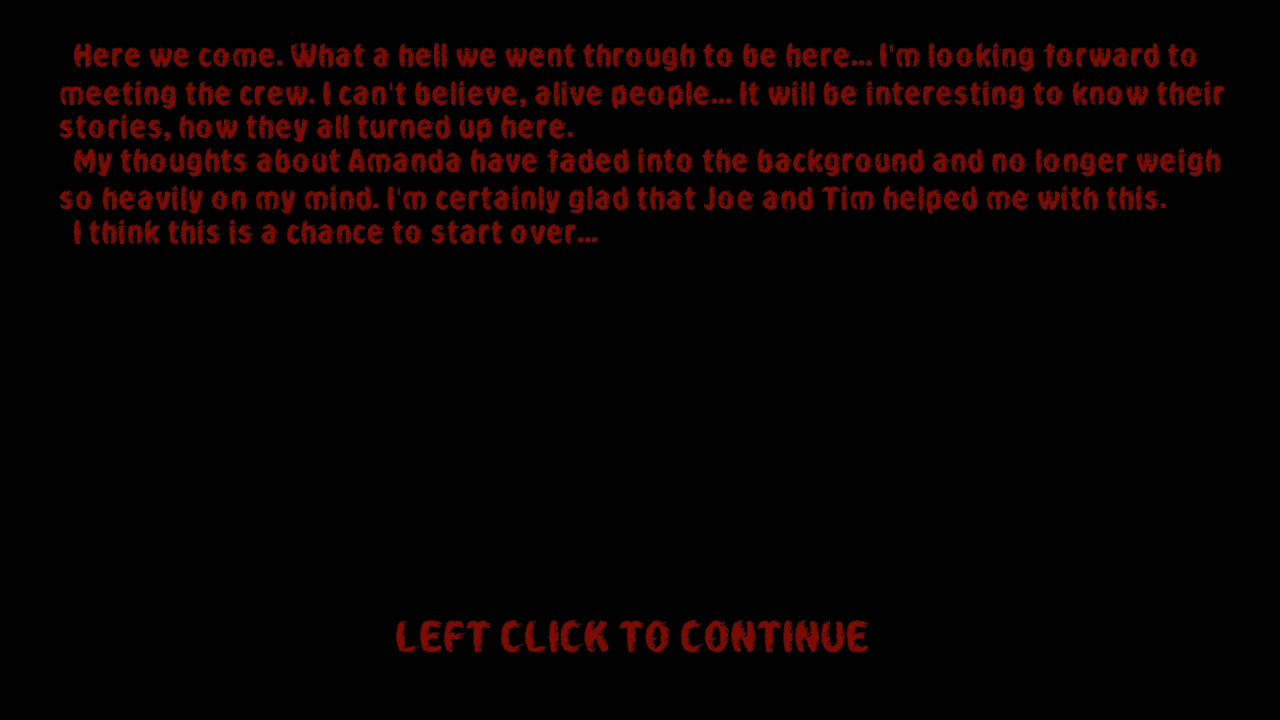 Here we come. What a hell we went through to be here... I'm looking forward to
meeting the crew. I can't believe, alive people... It will be interesting to know their
stories, how they all turned up here.
My thoughts about Amanda have faded into the background and no longer weigh
so heavily on my mind. I'm certainly glad that Joe and Tim helped me with this.
I think this is a chance to start over...
LEFT CLICK TO CONTINUE